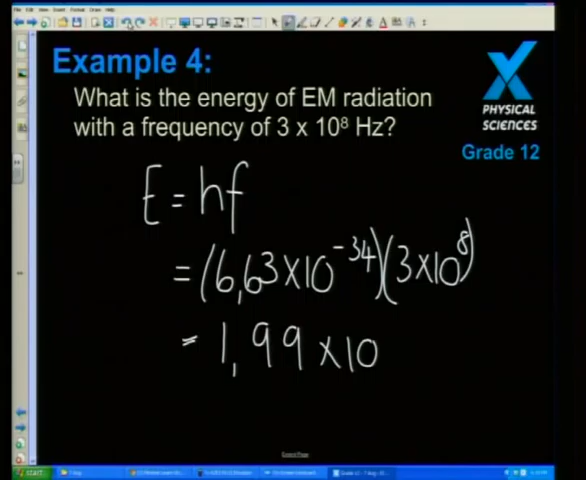 Example 4:
What is the energy of EM radiation
with a frequency of 3 x 10⁸ Hz?
PHYSICAL
SCIENCES
Grade 12
E = hf
= (6,63×10⁻³⁴)(3×10⁸)
= 1,99 ×10
start